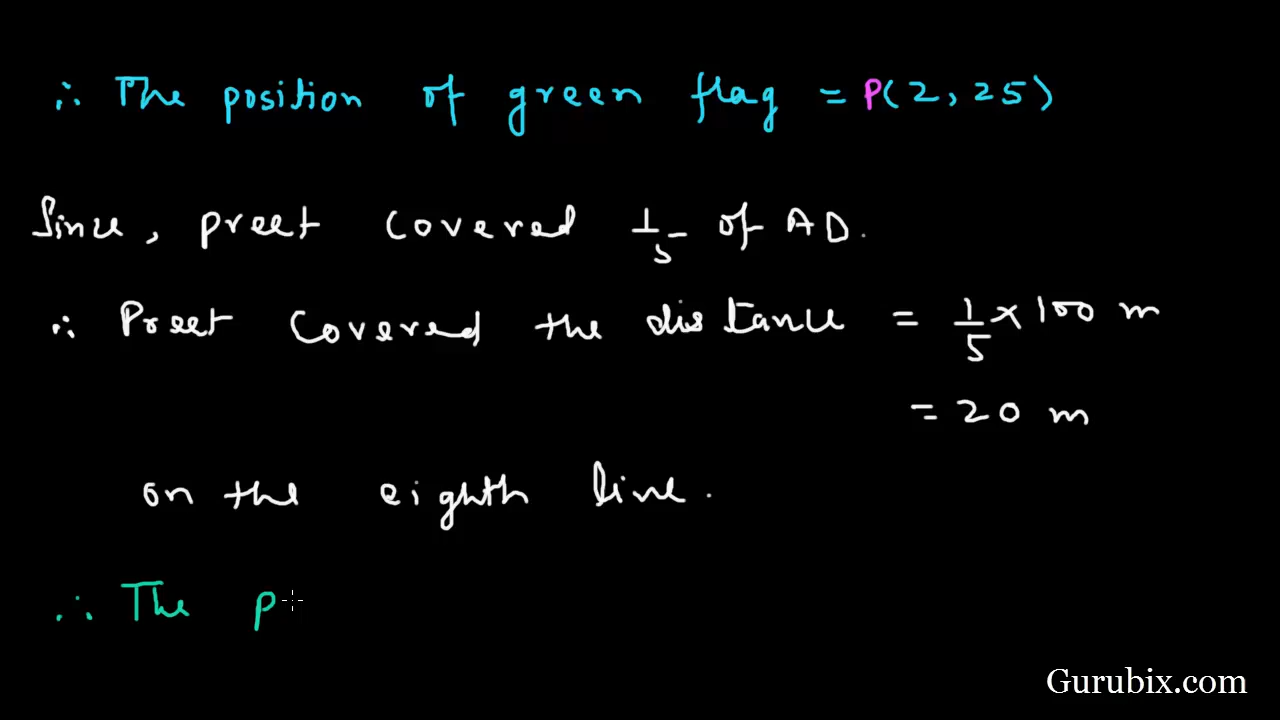 ∴ The position of green flag = P(2, 25)
Since, preet covered 1/5 of AD.
∴ Preet covered the distance = 1/5 × 100 m
= 20 m
on the eighth line.
∴ The p
Gurubix.com